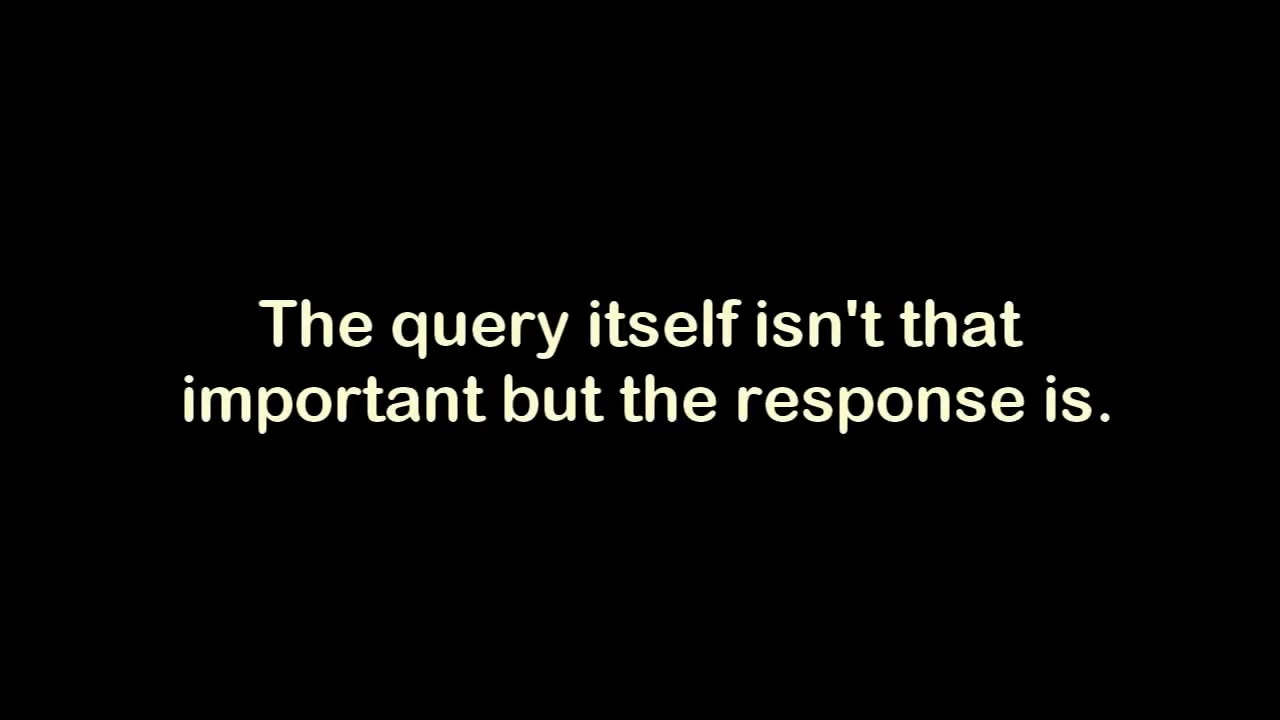 The query itself isn't that
important but the response is.